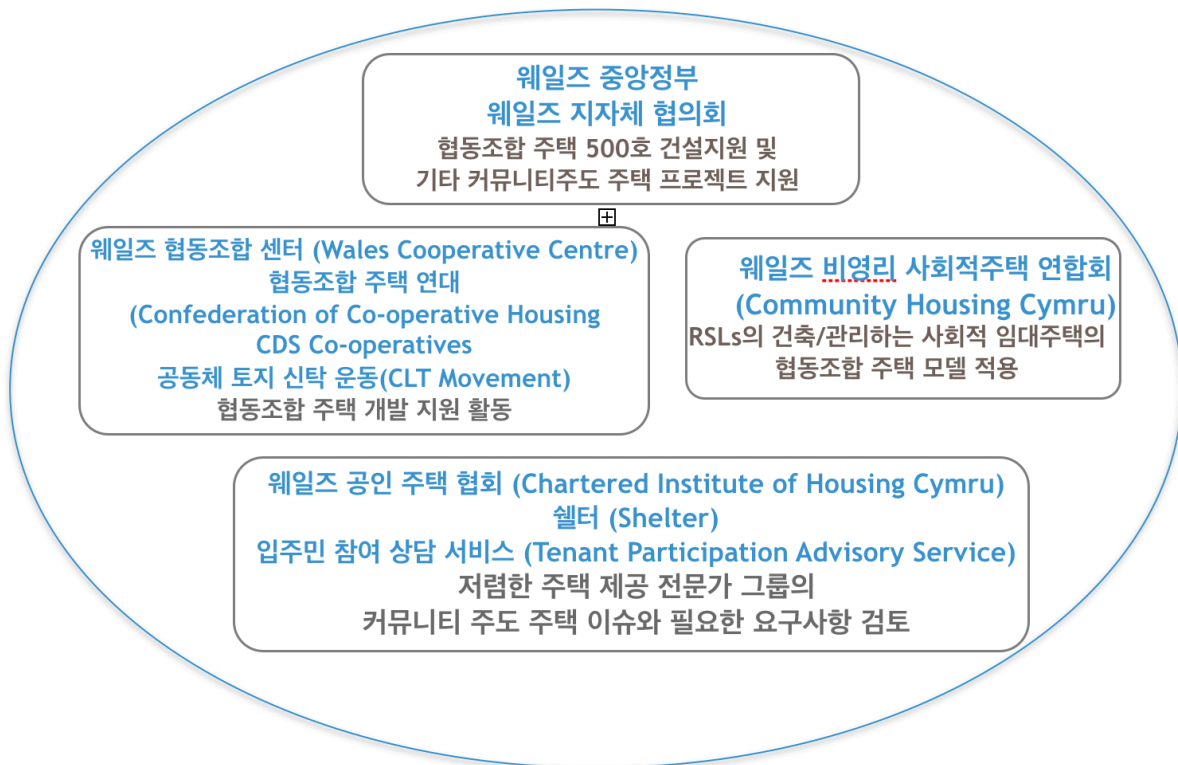 웨일즈 중앙정부
웨일즈 지자체 협의회
협동조합 주택 500호 건설지원 및
기타 커뮤니티주도 주택 프로젝트 지원
웨일즈 협동조합 센터 (Wales Cooperative Centre)
협동조합 주택 연대
(Confederation of Co-operative Housing
CDS Co-operatives
공동체 토지 신탁 운동(CLT Movement)
협동조합 주택 개발 지원 활동
웨일즈 비영리 사회적주택 연합회
(Community Housing Cymru)
RSLs의 건축/관리하는 사회적 임대주택의
협동조합 주택 모델 적용
웨일즈 공인 주택 협회 (Chartered Institute of Housing Cymru)
쉘터 (Shelter)
입주민 참여 상담 서비스 (Tenant Participation Advisory Service)
저렴한 주택 제공 전문가 그룹의
커뮤니티 주도 주택 이슈와 필요한 요구사항 검토